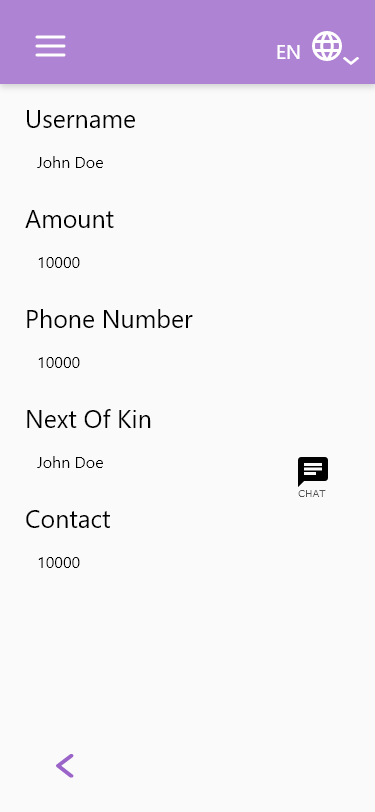 EN
Username
John Doe
Amount
10000
Phone Number
10000
Next Of Kin
John Doe
CHAT
Contact
10000